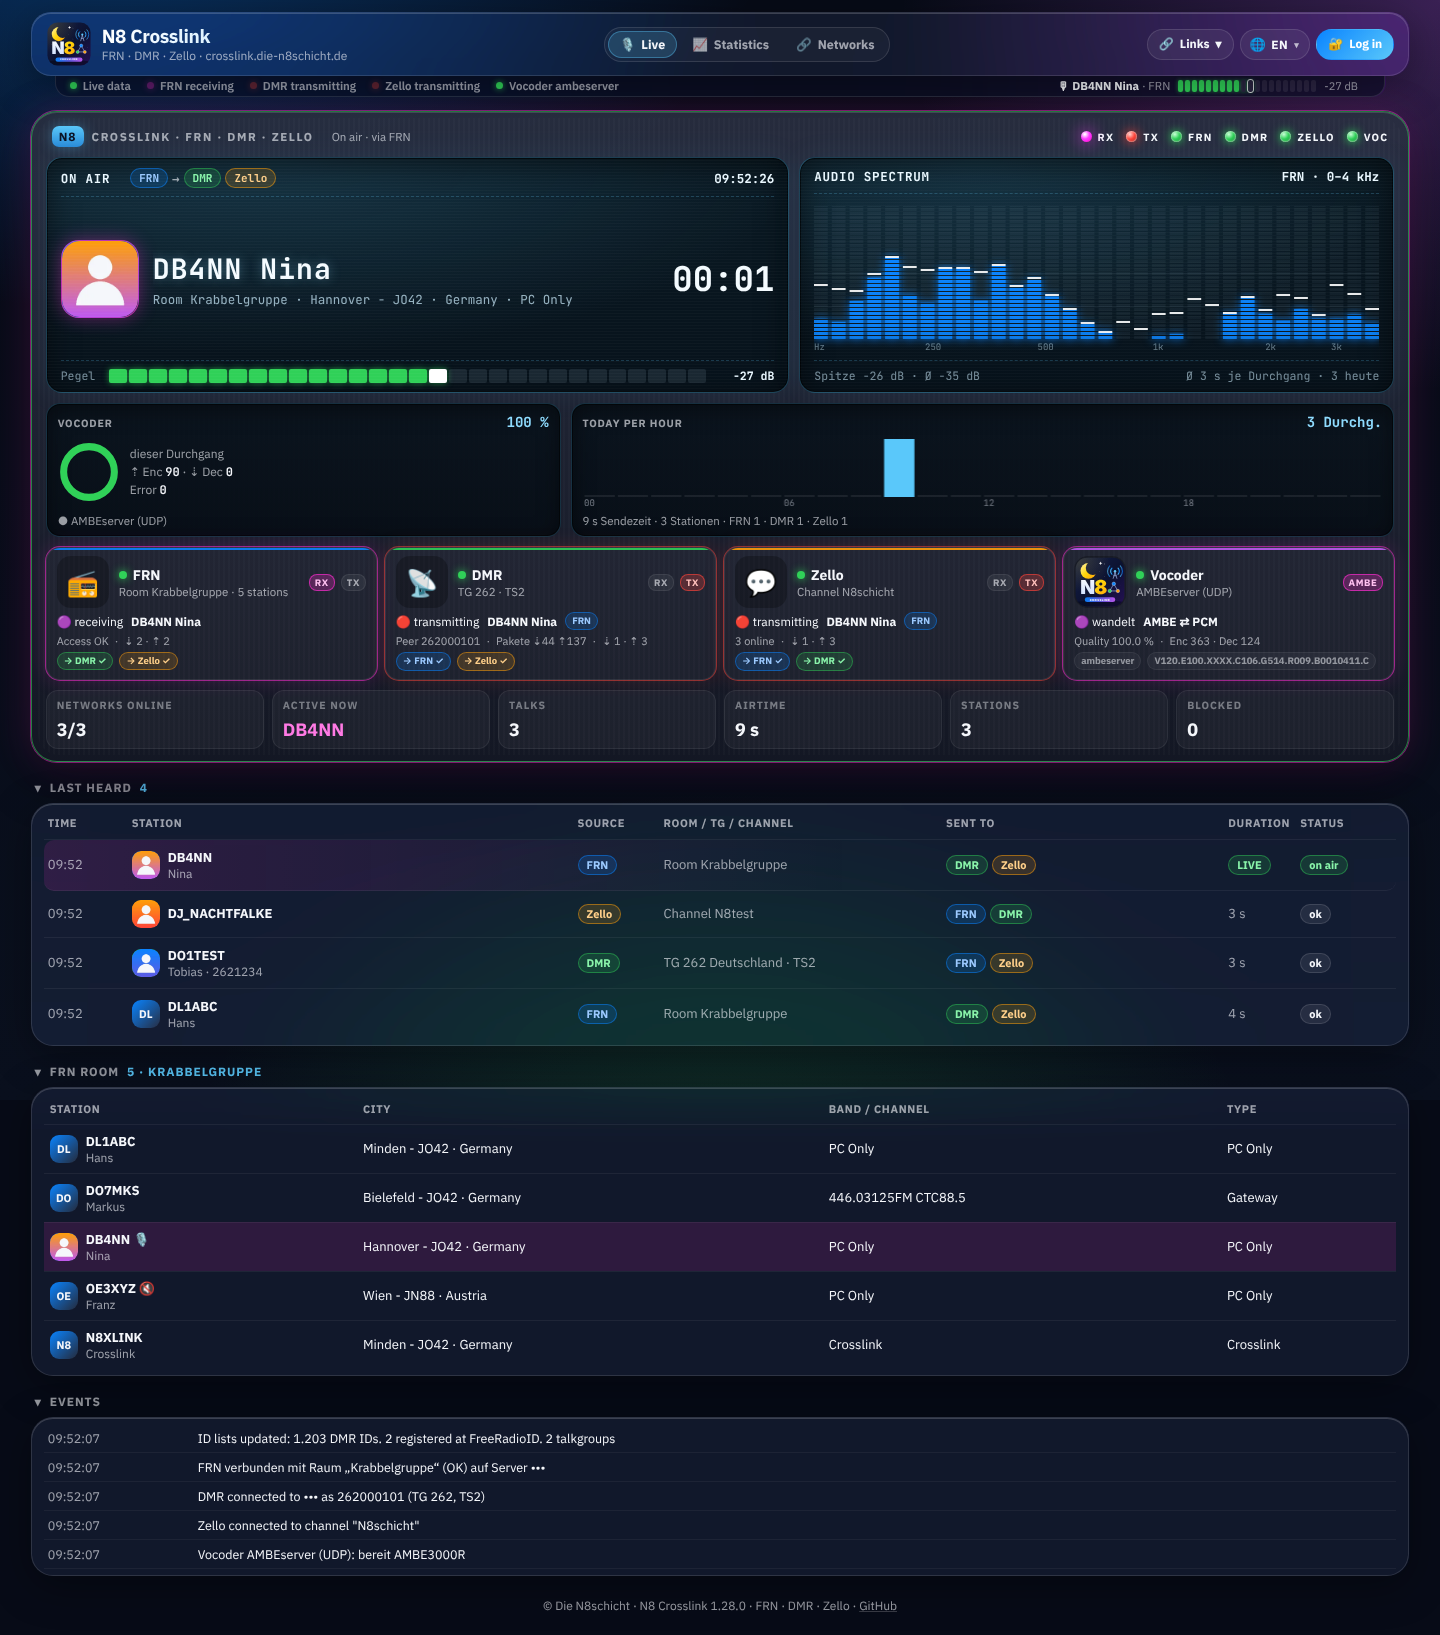 N8 Crosslink
FRN · DMR · Zello · crosslink.die-n8schicht.de
Live
Statistics
Networks
Links ▾
EN ▾
Log in
Live data
FRN receiving
DMR transmitting
Zello transmitting
Vocoder ambeserver
DB4NN Nina · FRN
-27 dB
N8 CROSSLINK · FRN · DMR · ZELLO On air · via FRN
RX TX FRN DMR ZELLO VOC
ON AIR FRN → DMR Zello 09:52:26
DB4NN Nina
Room Krabbelgruppe · Hannover - JO42 · Germany · PC Only
00:01
Pegel -27 dB
AUDIO SPECTRUM FRN · 0–4 kHz
Hz 250 500 1k 2k 3k
Spitze -26 dB · Ø -35 dB Ø 3 s je Durchgang · 3 heute
VOCODER 100 %
dieser Durchgang
↑ Enc 90 · ↓ Dec 0
Error 0
AMBEserver (UDP)
TODAY PER HOUR 3 Durchg.
00 06 12 18
9 s Sendezeit · 3 Stationen · FRN 1 · DMR 1 · Zello 1
FRN RX TX
Room Krabbelgruppe · 5 stations
receiving DB4NN Nina
Access OK · ↓ 2 · ↑ 2
→ DMR ✓ → Zello ✓
DMR RX TX
TG 262 · TS2
transmitting DB4NN Nina FRN
Peer 262000101 · Pakete ↓44 ↑137 · ↓ 1 · ↑ 3
→ FRN ✓ → Zello ✓
Zello RX TX
Channel N8schicht
transmitting DB4NN Nina FRN
3 online · ↓ 1 · ↑ 3
→ FRN ✓ → DMR ✓
Vocoder AMBE
AMBEserver (UDP)
wandelt AMBE ⇄ PCM
Quality 100.0 % · Enc 363 · Dec 124
ambeserver V120.E100.XXXX.C106.G514.R009.B0010411.C
NETWORKS ONLINE
3/3
ACTIVE NOW
DB4NN
TALKS
3
AIRTIME
9 s
STATIONS
3
BLOCKED
0
▾ LAST HEARD 4
TIME STATION SOURCE ROOM / TG / CHANNEL SENT TO DURATION STATUS
09:52 DB4NN FRN Room Krabbelgruppe DMR Zello LIVE on air
Nina
09:52 DJ_NACHTFALKE Zello Channel N8test FRN DMR 3 s ok
09:52 DO1TEST DMR TG 262 Deutschland · TS2 FRN Zello 3 s ok
Tobias · 2621234
09:52 DL DL1ABC FRN Room Krabbelgruppe DMR Zello 4 s ok
Hans
▾ FRN ROOM 5 · KRABBELGRUPPE
STATION CITY BAND / CHANNEL TYPE
DL DL1ABC Minden - JO42 · Germany PC Only PC Only
Hans
DO DO7MKS Bielefeld - JO42 · Germany 446.03125FM CTC88.5 Gateway
Markus
DB4NN Hannover - JO42 · Germany PC Only PC Only
Nina
OE OE3XYZ Wien - JN88 · Austria PC Only PC Only
Franz
N8 N8XLINK Minden - JO42 · Germany Crosslink Crosslink
Crosslink
▾ EVENTS
09:52:07 ID lists updated: 1.203 DMR IDs. 2 registered at FreeRadioID. 2 talkgroups
09:52:07 FRN verbunden mit Raum „Krabbelgruppe“ (OK) auf Server •••
09:52:07 DMR connected to ••• as 262000101 (TG 262, TS2)
09:52:07 Zello connected to channel "N8schicht"
09:52:07 Vocoder AMBEserver (UDP): bereit AMBE3000R
© Die N8schicht · N8 Crosslink 1.28.0 · FRN · DMR · Zello · GitHub